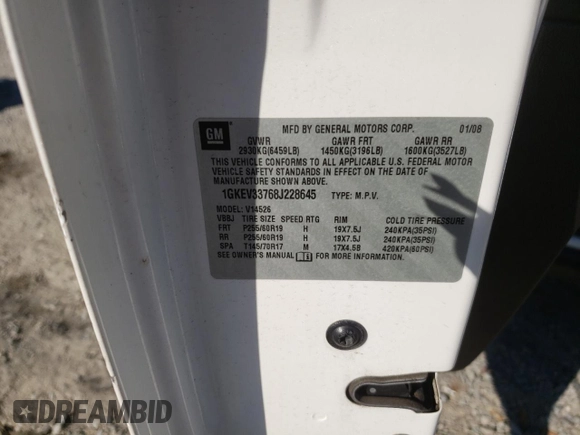 GM
MFD BY GENERAL MOTORS CORP. 01/08
GVWR GAWR FRT GAWR RR
2930KG(6459LB) 1450KG(3196LB) 1600KG(3527LB)
THIS VEHICLE CONFORMS TO ALL APPLICABLE U.S. FEDERAL MOTOR
VEHICLE SAFETY STANDARDS IN EFFECT ON THE DATE OF
MANUFACTURE SHOWN ABOVE.
1GKEV33768J228645 TYPE: M.P.V.
MODEL: V14526
VBBJ TIRE SIZE SPEED RTG RIM COLD TIRE PRESSURE
FRT P255/60R19 H 19X7.5J 240KPA(35PSI)
RR P255/60R19 H 19X7.5J 240KPA(35PSI)
SPA T145/70R17 M 17X4.5B 420KPA(60PSI)
SEE OWNER'S MANUAL FOR MORE INFORMATION.
DREAMBID